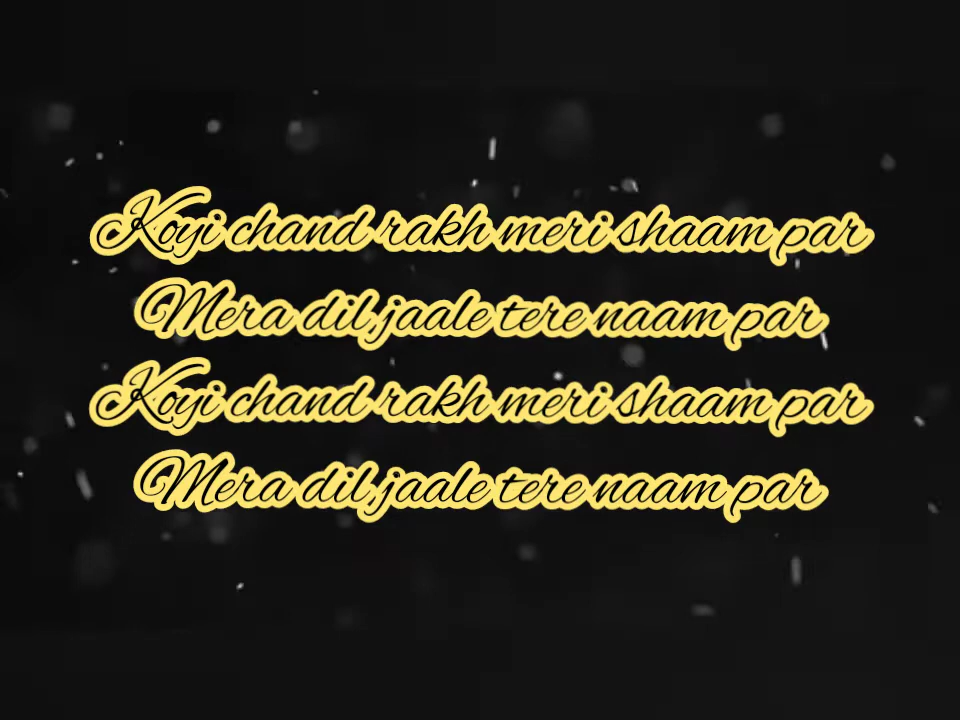 Koyi chand rakh meri shaam par
Mera dil jaale tere naam par
Koyi chand rakh meri shaam par
Mera dil jaale tere naam par